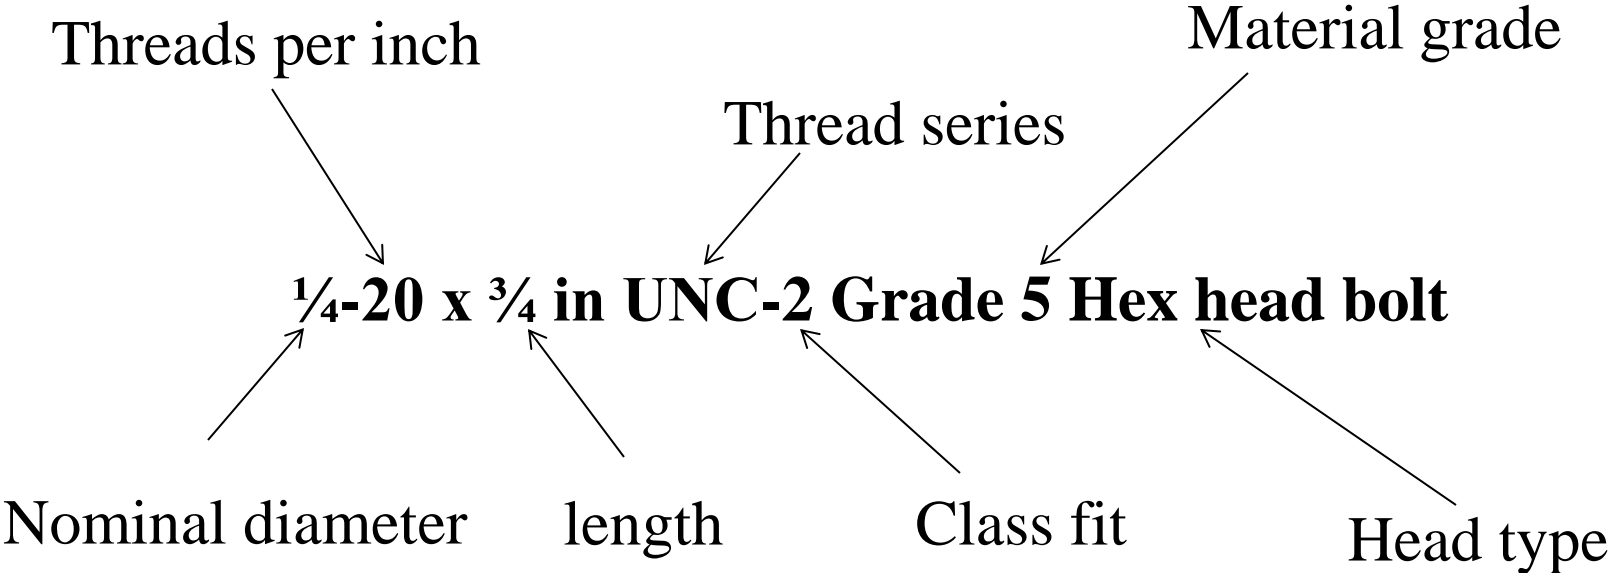 Threads per inch
Material grade
Thread series
¼-20 x ¾ in UNC-2 Grade 5 Hex head bolt
Nominal diameter
length
Class fit
Head type